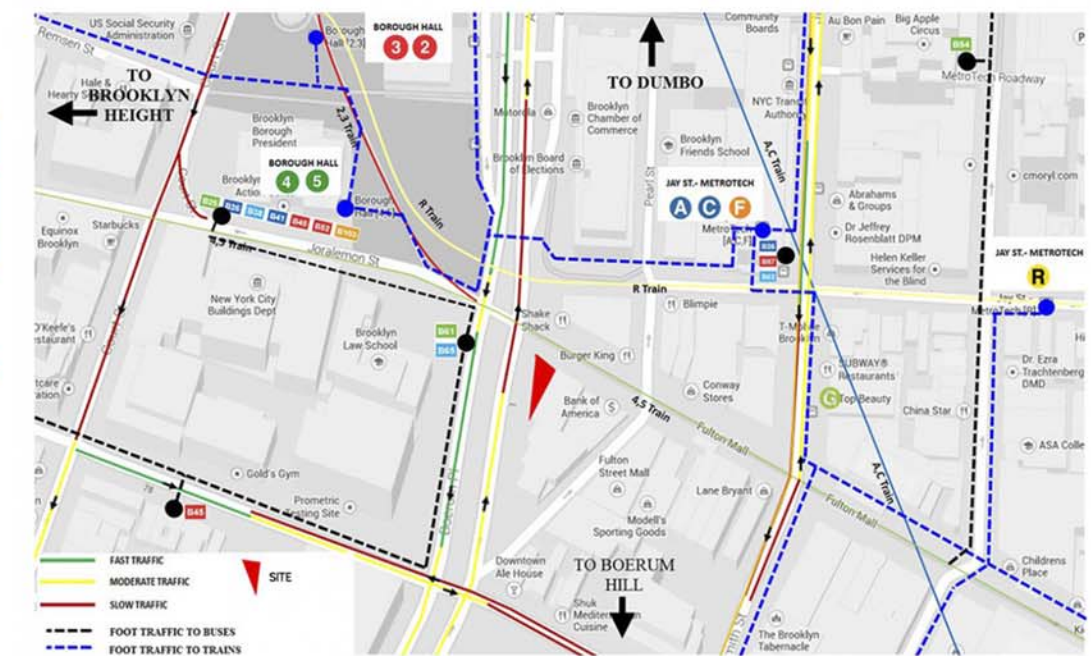 US Social Security
Administration
Remsen St
BOROUGH HALL
3 2
Community
Boards
Au Bon Pain
Big Apple
Circus
B54
MetroTech Roadway
TO
BROOKLYN
HEIGHT
TO DUMBO
Motorola
Brooklyn
Chamber of
Commerce
NYC Transit
Authority
Brooklyn
Borough
President
2,3 Train
A,C Train
Brooklyn Board
of Elections
Brooklyn
Friends School
BOROUGH HALL
4 5
Pearl St
JAY ST.- METROTECH
A C F
cmoryl.com
Abrahams
& Groups
Dr Jeffrey
Rosenblatt DPM
Equinox
Brooklyn
Starbucks
B25 B26 B38 B41 B45 B52 B103
R Train
4,5 Train
Joralemon St
Helen Keller
Services for
the Blind
JAY ST.- METROTECH
R
R Train
New York City
Buildings Dept
Blimpie
Shake
Shack
B61
Brooklyn
Law School
Burger King
SUBWAY®
Restaurants
Dr. Ezra
Trachtenberg
DMD
Bank of
America
Conway
Stores
4,5 Train
G
Top Beauty
China Star
Fulton Mall
ASA Colle
A,C Train
Gold's Gym
Fulton
Street Mall
Lane Bryant
Prometric
Testing Site
B45
Modell's
Sporting Goods
Fulton Mall
FAST TRAFFIC
MODERATE TRAFFIC
SLOW TRAFFIC
FOOT TRAFFIC TO BUSES
FOOT TRAFFIC TO TRAINS
SITE
Downtown
Ale House
TO BOERUM
HILL
Childrens
Place
Shuk
Cuisine
The Brooklyn
Tabernacle